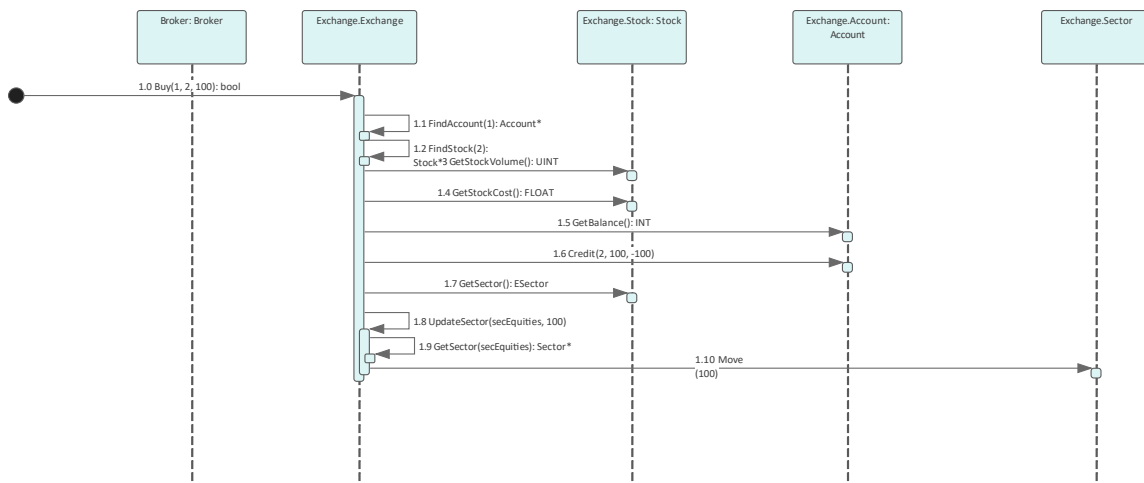 Broker: Broker
Exchange.Exchange
Exchange.Stock: Stock
Exchange.Account:
Account
Exchange.Sector
1.0 Buy(1, 2, 100): bool
1.1 FindAccount(1): Account*
1.2 FindStock(2):
Stock*3 GetStockVolume(): UINT
1.4 GetStockCost(): FLOAT
1.5 GetBalance(): INT
1.6 Credit(2, 100, -100)
1.7 GetSector(): ESector
1.8 UpdateSector(secEquities, 100)
1.9 GetSector(secEquities): Sector*
1.10 Move
(100)